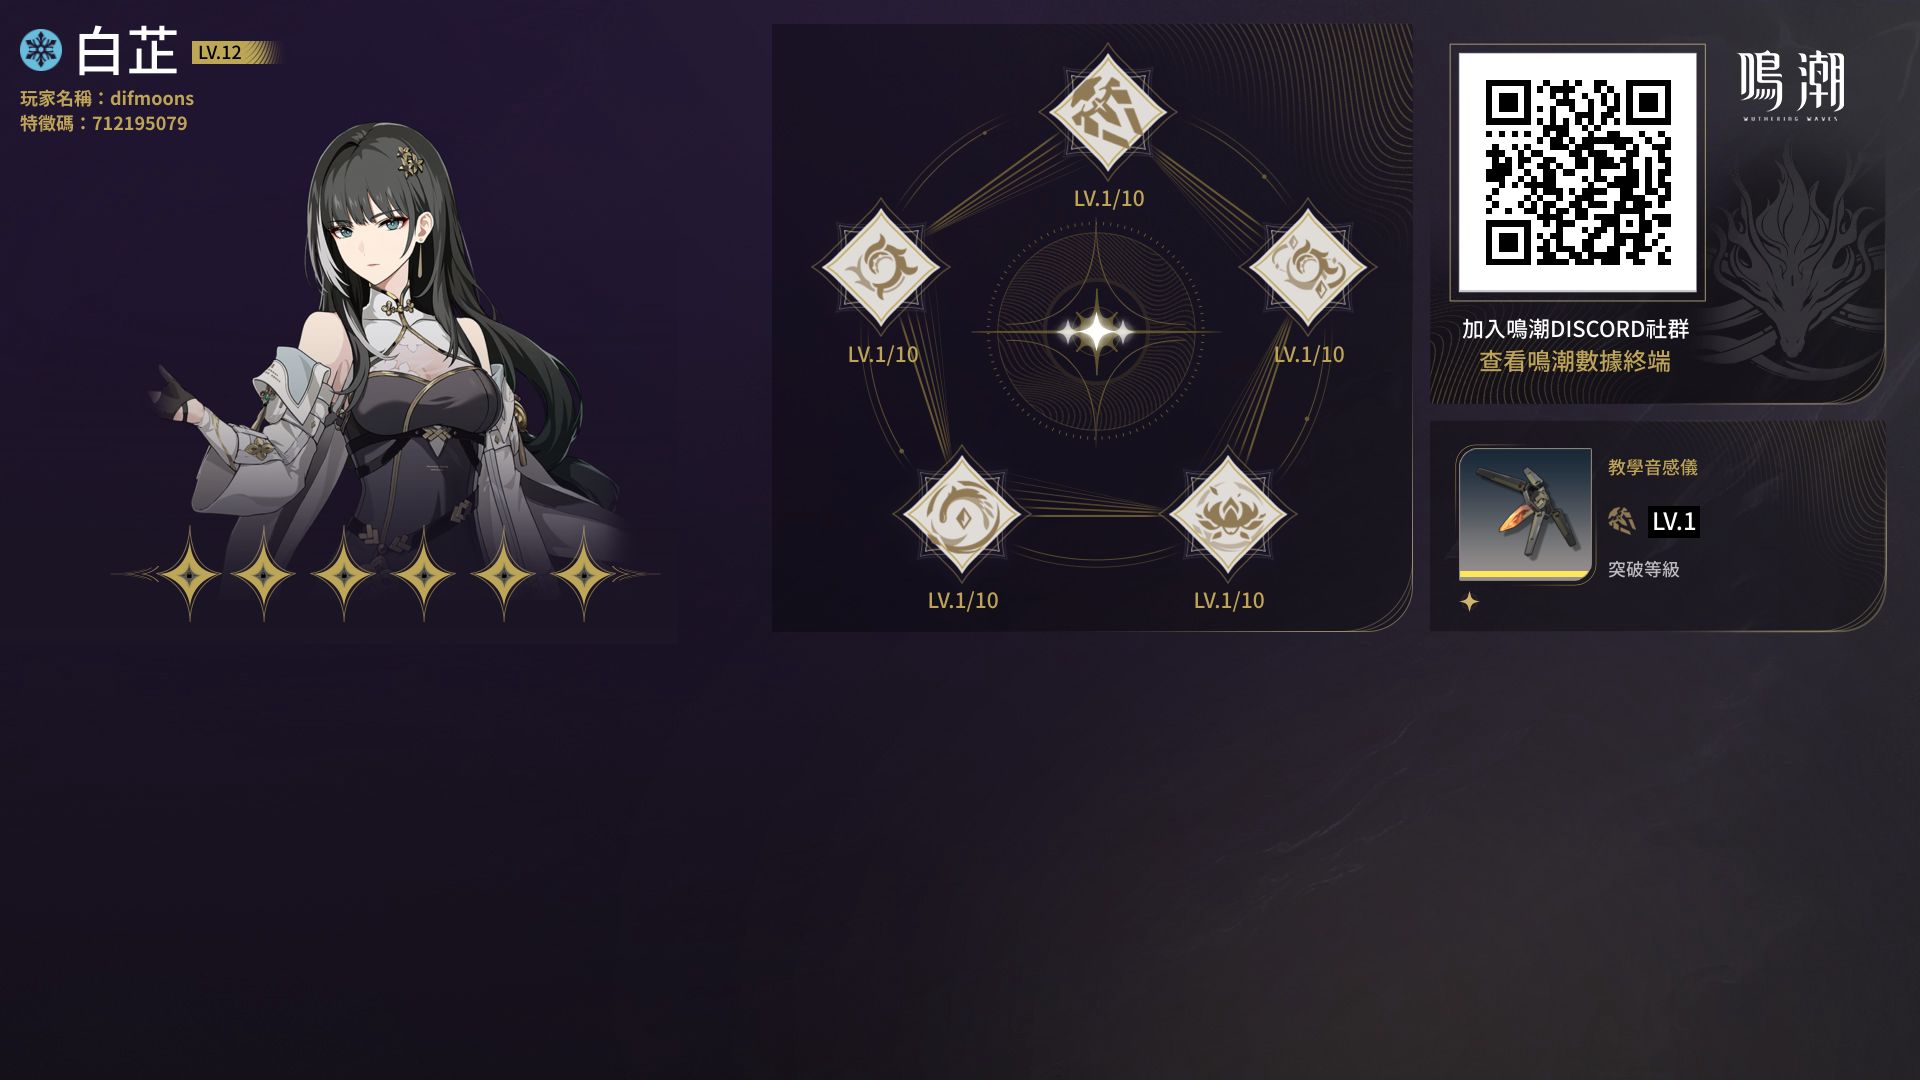 白芷 LV.12
玩家名稱：difmoons
特徵碼：712195079
LV.1/10
LV.1/10
LV.1/10
LV.1/10
LV.1/10
鳴潮
WUTHERING WAVES
加入鳴潮DISCORD社群
查看鳴潮數據終端
教學音感儀
LV.1
突破等級